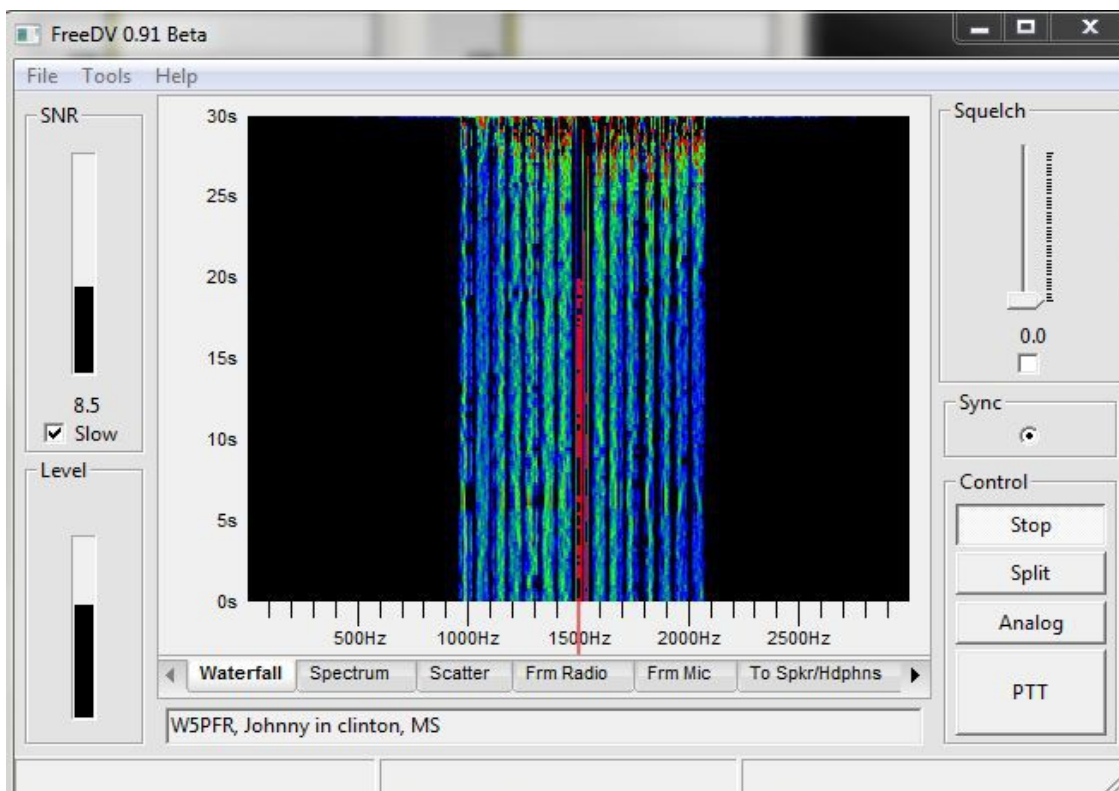 FreeDV 0.91 Beta
File Tools Help
SNR
8.5
Slow
Level
30s
25s
20s
15s
10s
5s
0s
500Hz 1000Hz 1500Hz 2000Hz 2500Hz
Waterfall Spectrum Scatter Frm Radio Frm Mic To Spkr/Hdphns
W5PFR, Johnny in clinton, MS
Squelch
0.0
Sync
Control
Stop
Split
Analog
PTT